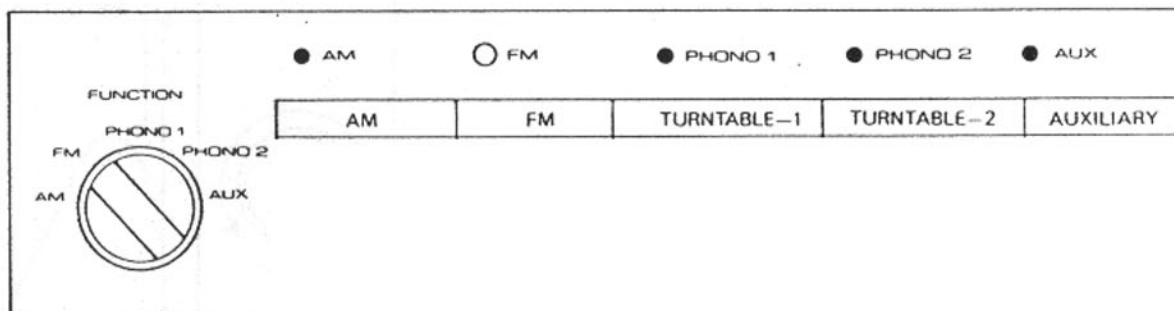 AM FM PHONO 1 PHONO 2 AUX
FUNCTION
AM FM TURNTABLE-1 TURNTABLE-2 AUXILIARY
PHONO 1
FM PHONO 2
AM AUX